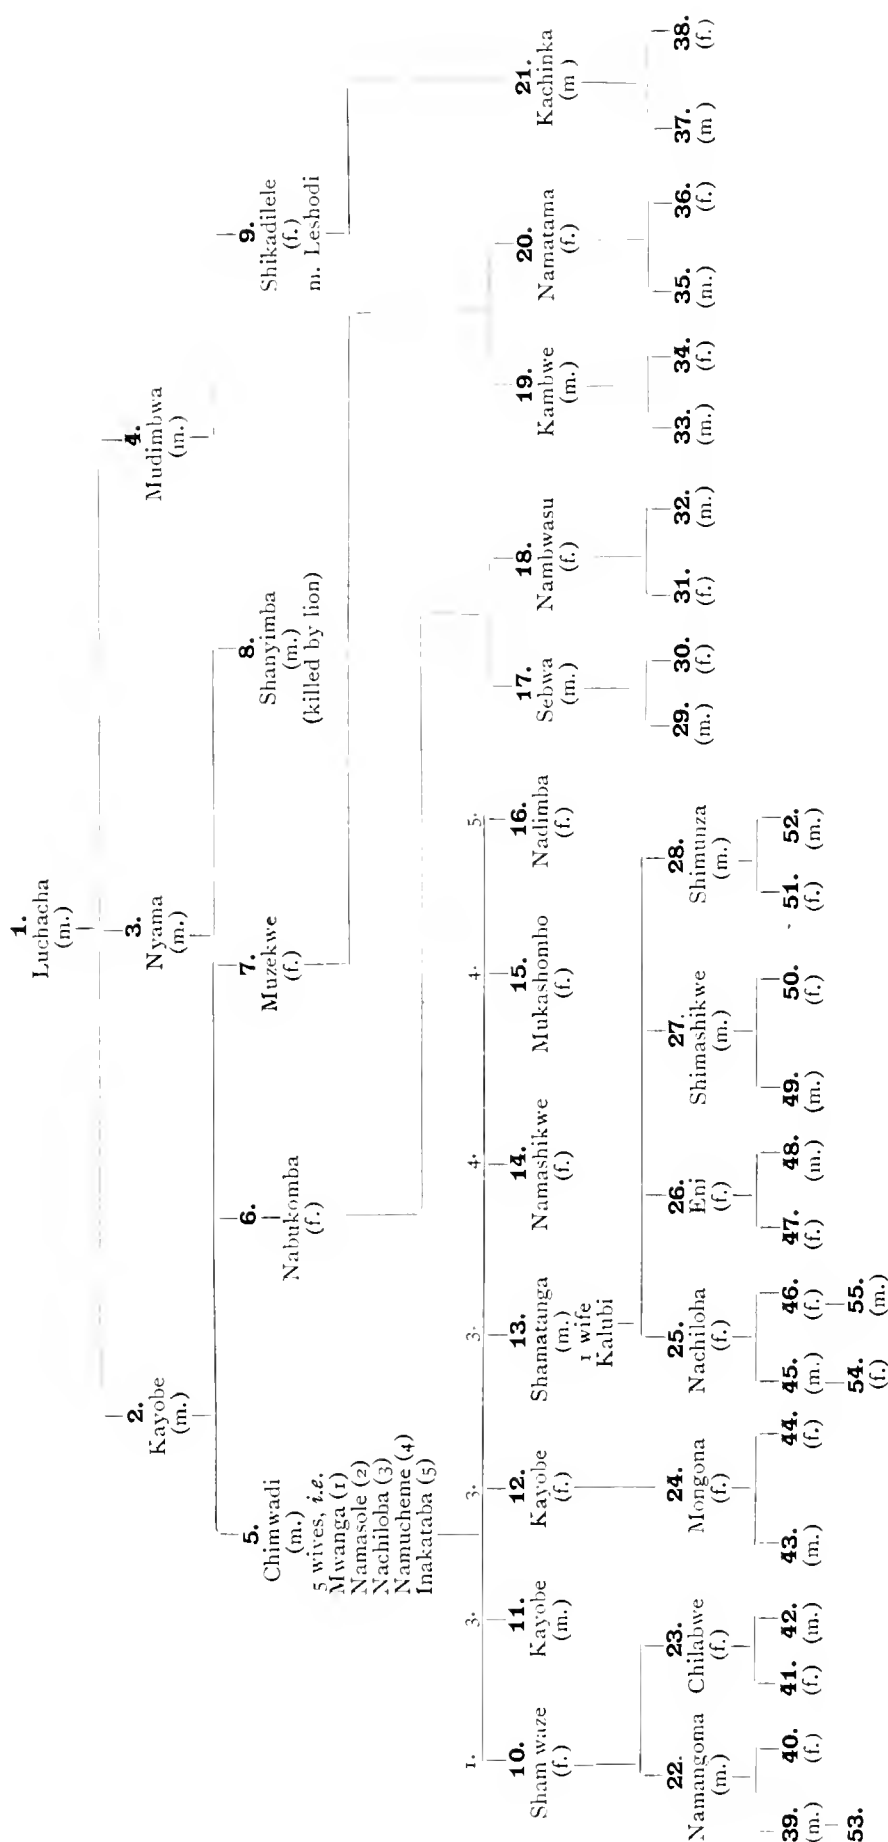 1.
Luchacha
(m.)
2.
Kayobe
(m.)
3.
Nyama
(m.)
4.
Mudimbwa
(m.)
5.
Chimwadi
(m.)
5 wives, i.e.
Mwanga (1)
Namasole (2)
Nachiloba (3)
Namucheme (4)
Inakataba (5)
6.
Nabukomba
(f.)
7.
Muzekwe
(f.)
8.
Shanyimba
(m.)
(killed by lion)
9.
Shikadilele
(f.)
m. Leshodi
1.
10.
Sham waze
(f.)
3.
11.
Kayobe
(m.)
3.
12.
Kayobe
(f.)
3.
13.
Shamatanga
(m.)
1 wife
Kalubi
4.
14.
Namashikwe
(f.)
4.
15.
Mukashombo
(f.)
5.
16.
Nadimba
(f.)
17.
Sebwa
(m.)
18.
Nambwasu
(f.)
19.
Kambwe
(m.)
20.
Namatama
(f.)
21.
Kachinka
(m )
22.
Namangoma
(m.)
23.
Chilabwe
(f.)
24.
Mongona
(f.)
25.
Nachiloba
(f.)
26.
Eni
(f.)
27.
Shimashikwe
(m.)
28.
Shimunza
(m.)
29.
(m.)
30.
(f.)
31.
(f.)
32.
(m.)
33.
(m.)
34.
(f.)
35.
(m.)
36.
(f.)
37.
(m )
38.
(f.)
39.
(m.)
40.
(f.)
41.
(f.)
42.
(m.)
43.
(m.)
44.
(f.)
45.
(m.)
46.
(f.)
47.
(f.)
48.
(m.)
49.
(m.)
50.
(f.)
51.
(f.)
52.
(m.)
53.
54.
(f.)
55.
(m.)